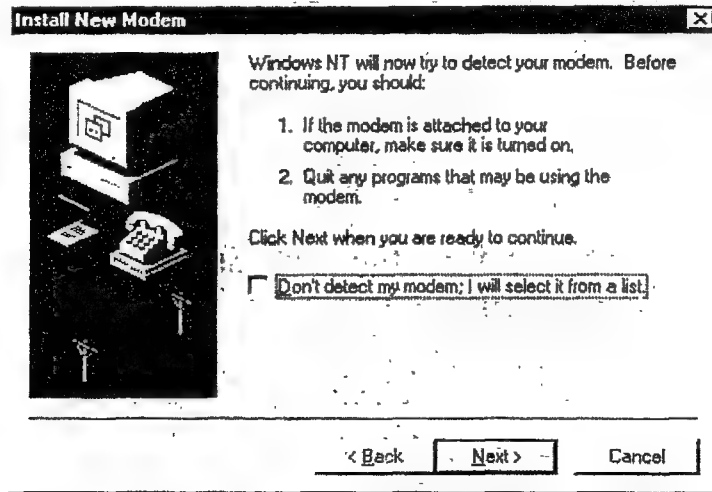 Install New Modem
Windows NT will now try to detect your modem. Before
continuing, you should:
1. If the modem is attached to your
computer, make sure it is turned on.
2. Quit any programs that may be using the
modem.
Click Next when you are ready to continue.
Don't detect my modem; I will select it from a list.
< Back
Next >
Cancel